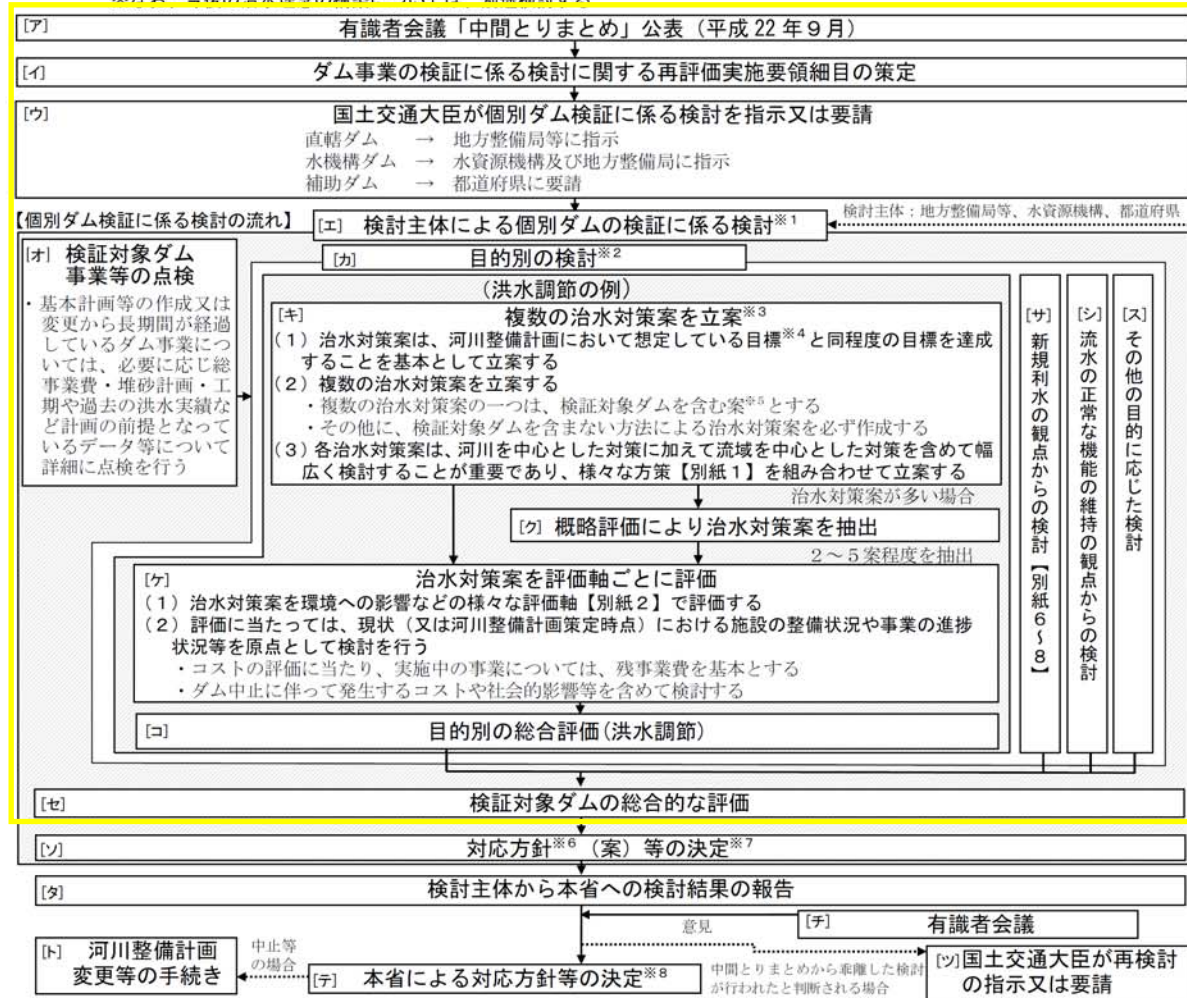 [ア] 有識者会議「中間とりまとめ」公表（平成22年９月）
[イ] ダム事業の検証に係る検討に関する再評価実施要領細目の策定
[ウ] 国土交通大臣が個別ダム検証に係る検討を指示又は要請
直轄ダム → 地方整備局等に指示
水機構ダム → 水資源機構及び地方整備局に指示
補助ダム → 都道府県に要請
【個別ダム検証に係る検討の流れ】
[エ] 検討主体による個別ダムの検証に係る検討※１
検討主体：地方整備局等、水資源機構、都道府県
[オ] 検証対象ダム
事業等の点検
・基本計画等の作成又は
変更から長期間が経過
しているダム事業につ
いては、必要に応じ総
事業費・堆砂計画・工
期や過去の洪水実績な
ど計画の前提となって
いるデータ等について
詳細に点検を行う
[カ] 目的別の検討※２
（洪水調節の例）
[キ] 複数の治水対策案を立案※３
（１）治水対策案は、河川整備計画において想定している目標※４と同程度の目標を達成
することを基本として立案する
（２）複数の治水対策案を立案する
・複数の治水対策案の一つは、検証対象ダムを含む案※５とする
・その他に、検証対象ダムを含まない方法による治水対策案を必ず作成する
（３）各治水対策案は、河川を中心とした対策に加えて流域を中心とした対策を含めて幅
広く検討することが重要であり、様々な方策【別紙１】を組み合わせて立案する
治水対策案が多い場合
[ク] 概略評価により治水対策案を抽出
２～５案程度を抽出
[ケ] 治水対策案を評価軸ごとに評価
（１）治水対策案を環境への影響などの様々な評価軸【別紙２】で評価する
（２）評価に当たっては、現状（又は河川整備計画策定時点）における施設の整備状況や事業の進捗
状況等を原点として検討を行う
・コストの評価に当たり、実施中の事業については、残事業費を基本とする
・ダム中止に伴って発生するコストや社会的影響等を含めて検討する
[コ] 目的別の総合評価（洪水調節）
[サ] 新規利水の観点からの検討【別紙６～８】
[シ] 流水の正常な機能の維持の観点からの検討
[ス] その他の目的に応じた検討
[セ] 検証対象ダムの総合的な評価
[ソ] 対応方針※６（案）等の決定※７
[タ] 検討主体から本省への検討結果の報告
意見
[チ] 有識者会議
[ト] 河川整備計画
変更等の手続き
中止等
の場合
[テ] 本省による対応方針等の決定※８
中間とりまとめから乖離した検討
が行われたと判断される場合
[ツ] 国土交通大臣が再検討
の指示又は要請